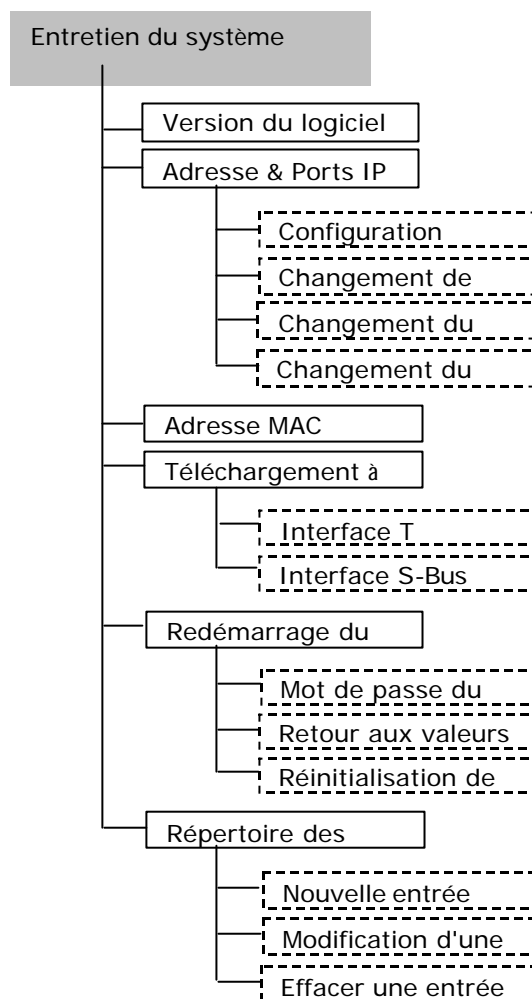 Entretien du système
Version du logiciel
Adresse & Ports IP
Configuration
Changement de
Changement du
Changement du
Adresse MAC
Téléchargement à
Interface T
Interface S-Bus
Redémarrage du
Mot de passe du
Retour aux valeurs
Réinitialisation de
Répertoire des
Nouvelle entrée
Modification d'une
Effacer une entrée